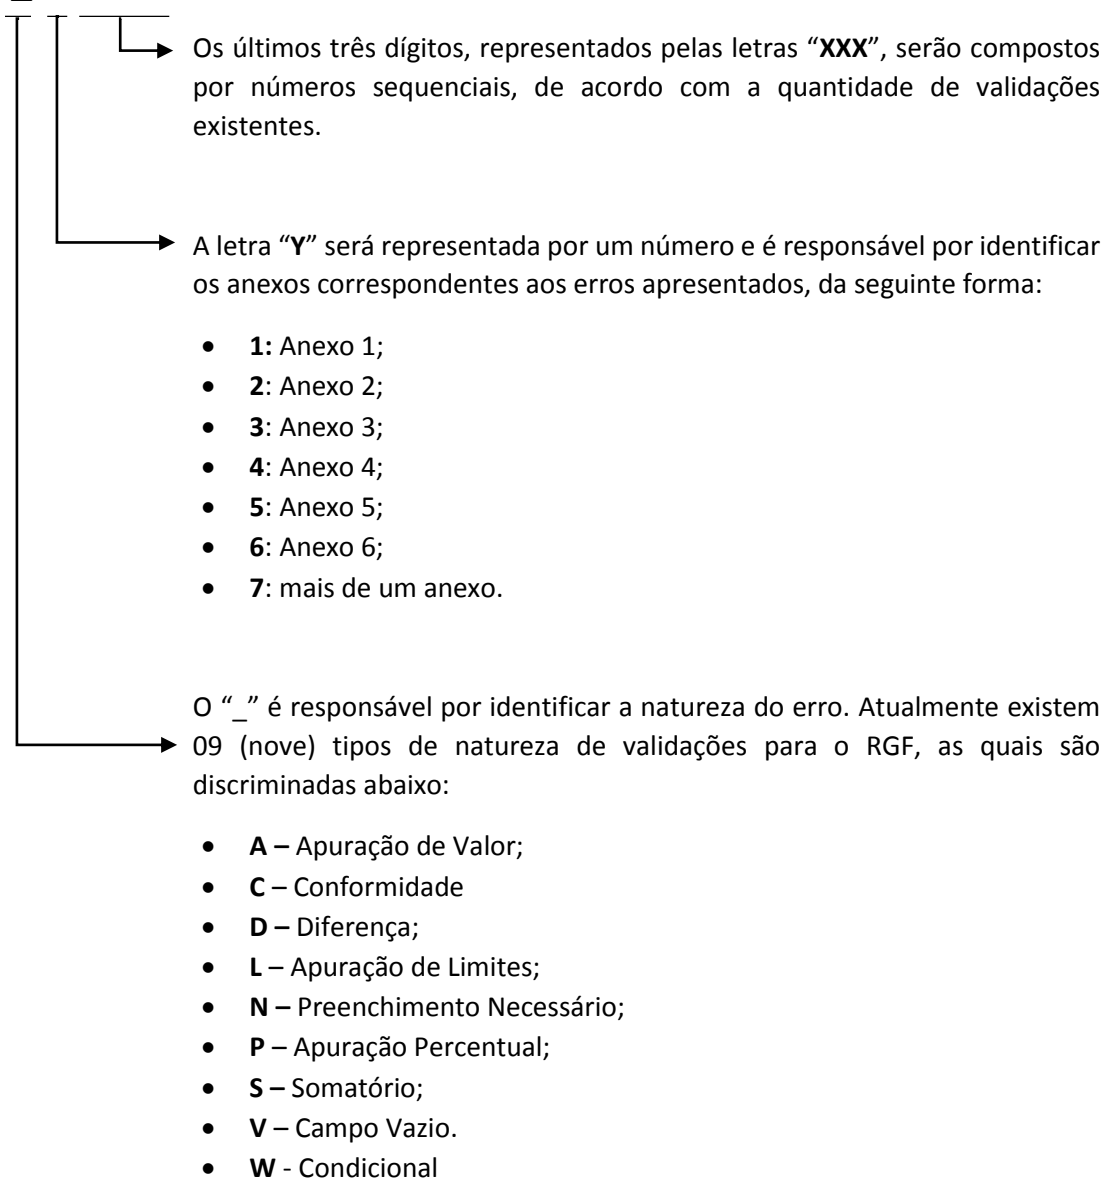 Os últimos três dígitos, representados pelas letras “XXX”, serão compostos
por números sequenciais, de acordo com a quantidade de validações
existentes.
A letra “Y” será representada por um número e é responsável por identificar
os anexos correspondentes aos erros apresentados, da seguinte forma:
• 1: Anexo 1;
• 2: Anexo 2;
• 3: Anexo 3;
• 4: Anexo 4;
• 5: Anexo 5;
• 6: Anexo 6;
• 7: mais de um anexo.
O “_” é responsável por identificar a natureza do erro. Atualmente existem
09 (nove) tipos de natureza de validações para o RGF, as quais são
discriminadas abaixo:
• A – Apuração de Valor;
• C – Conformidade
• D – Diferença;
• L – Apuração de Limites;
• N – Preenchimento Necessário;
• P – Apuração Percentual;
• S – Somatório;
• V – Campo Vazio.
• W - Condicional